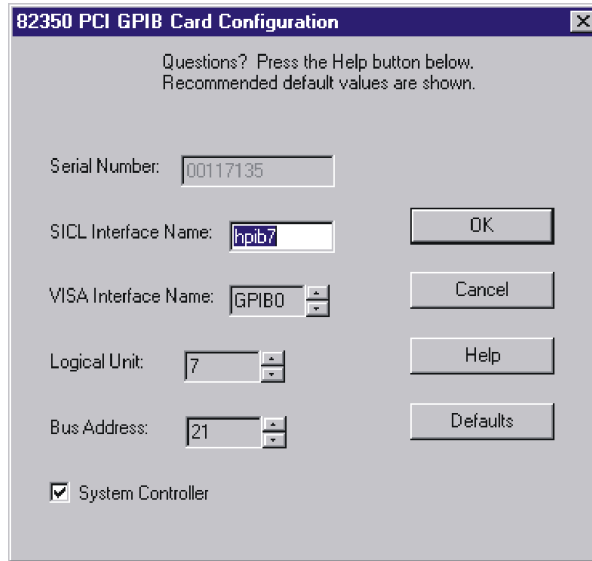 82350 PCI GPIB Card Configuration
Questions? Press the Help button below.
Recommended default values are shown.
Serial Number: 00117135
SICL Interface Name: hpib7
OK
VISA Interface Name: GPIB0
Cancel
Logical Unit: 7
Help
Bus Address: 21
Defaults
System Controller